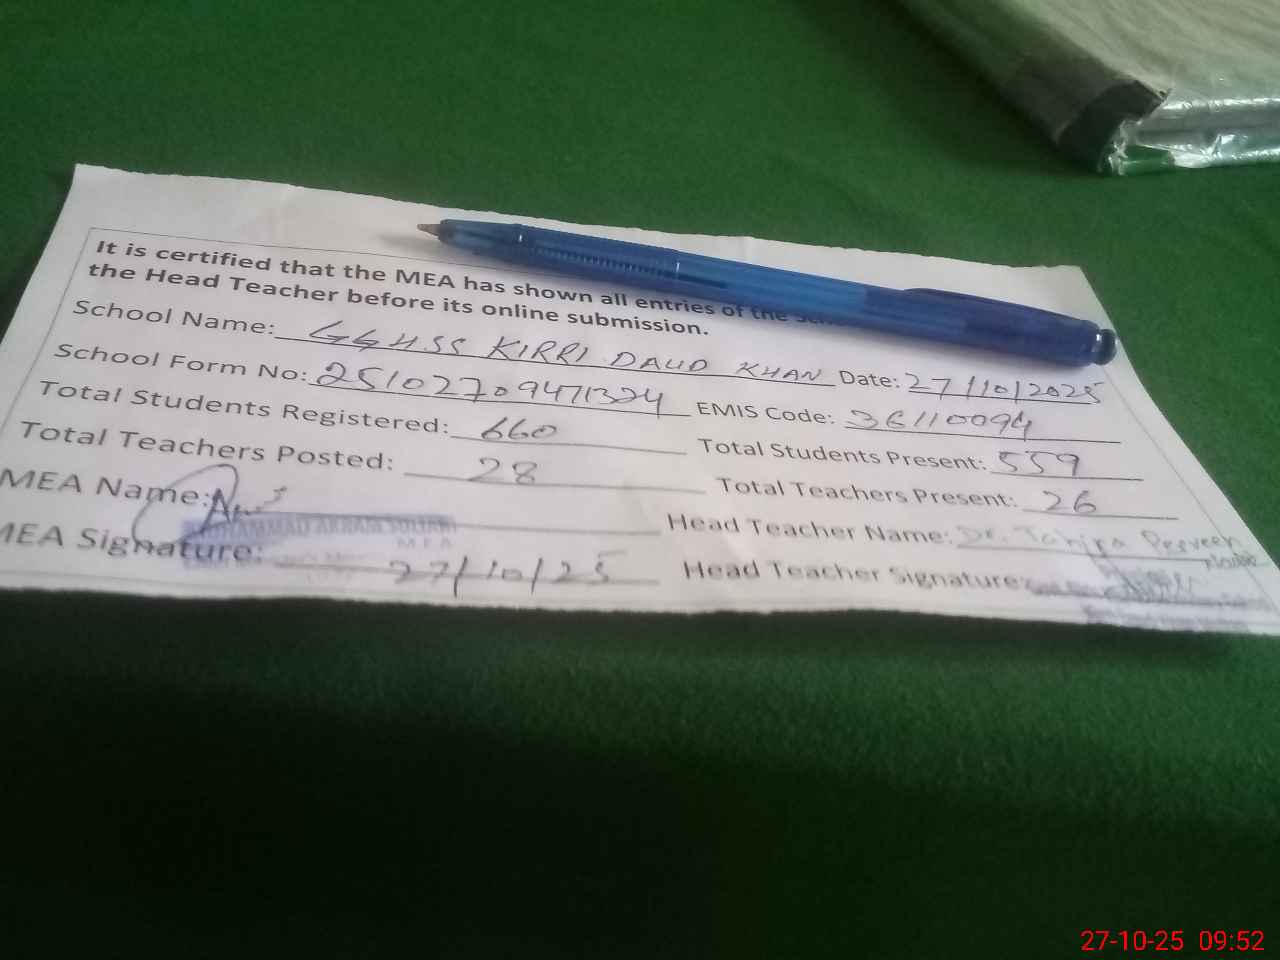 It is certified that the MEA has shown all entries of the
the Head Teacher before its online submission.
School Name: GGHSS KIRRI DAUD KHAN Date: 27/10/2025
School Form No: 25102709471324 EMIS Code: 36110094
Total Students Registered: 660 Total Students Present: 559
Total Teachers Posted: 28 Total Teachers Present: 26
MEA Name: Head Teacher Name: Dr. Tahira Perveen
MUHAMMAD AKRAM
MEA
MEA Signature: 27/10/25 Head Teacher Signature:
27-10-25 09:52